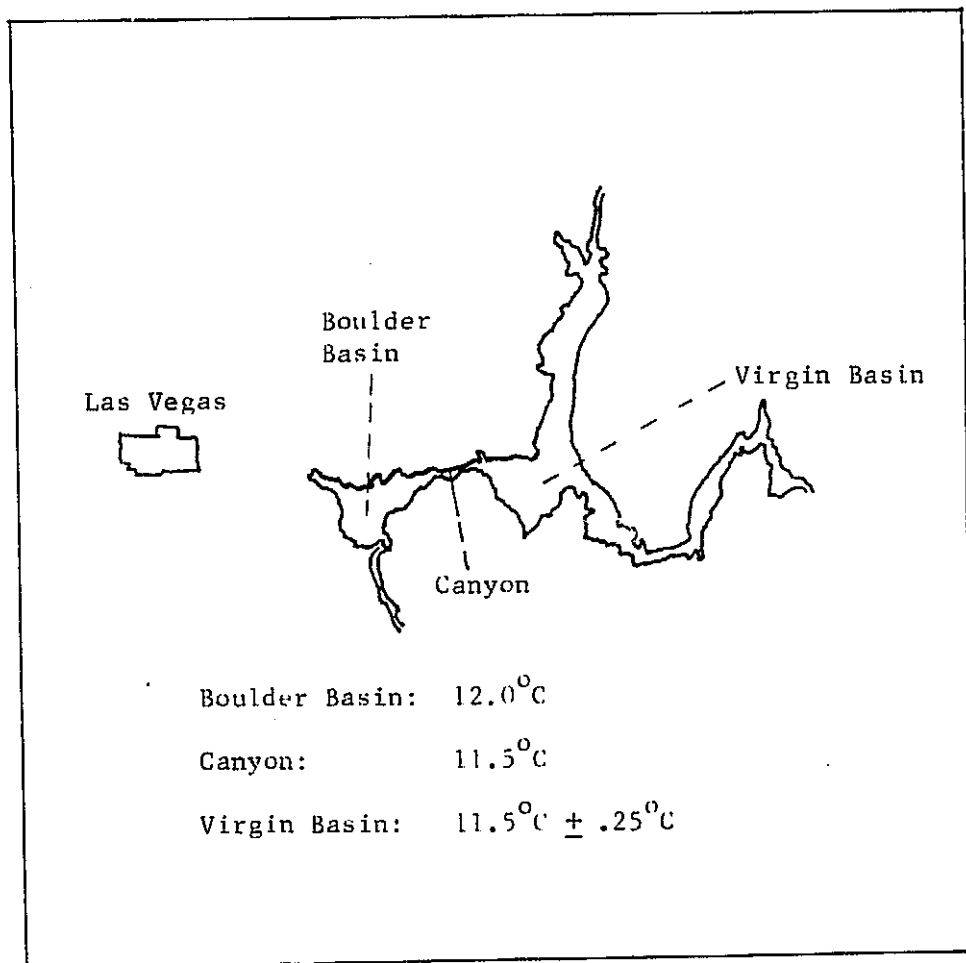 Boulder
Basin
Las Vegas
Virgin Basin
Canyon
Boulder Basin: 12.0°C
Canyon: 11.5°C
Virgin Basin: 11.5°C ± .25°C